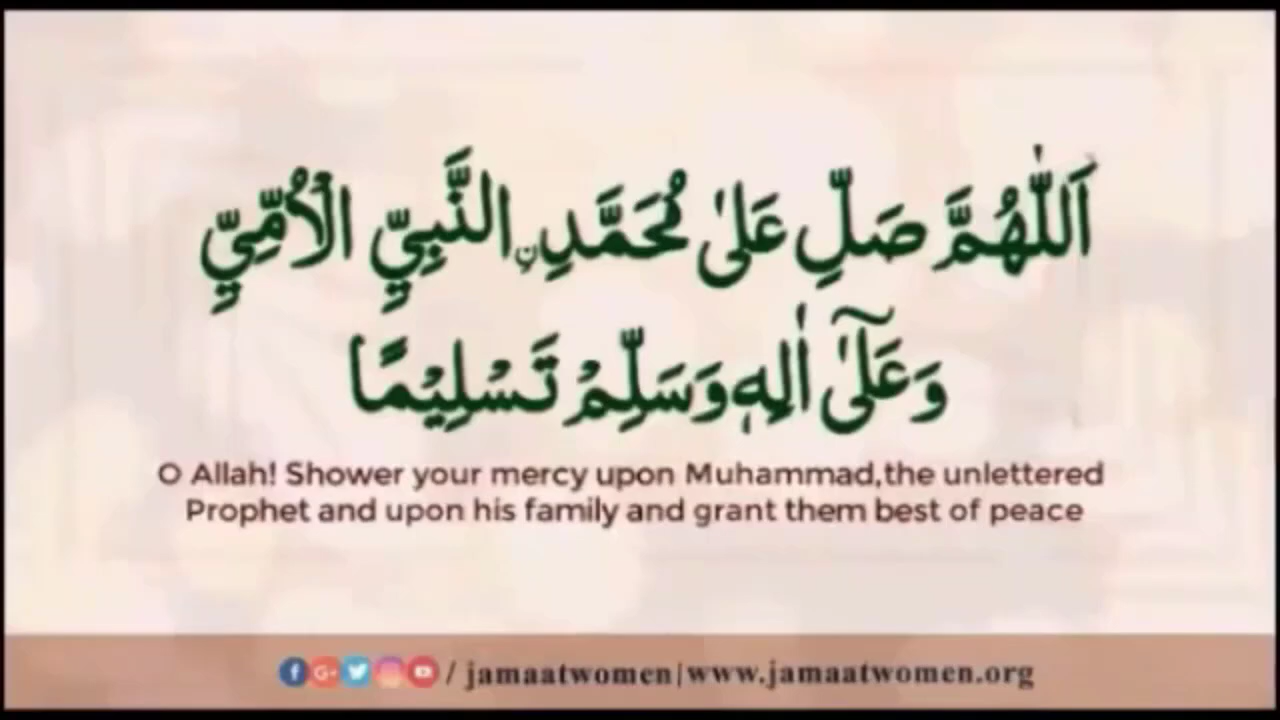 اَللّٰهُمَّ صَلِّ عَلٰى مُحَمَّدِ نِ النَّبِيِّ الْاُمِّيِّ
وَعَلٰٓى اٰلِهٖ وَسَلِّمْ تَسْلِيْمًا
O Allah! Shower your mercy upon Muhammad,the unlettered
Prophet and upon his family and grant them best of peace
/ jamaatwomen|www.jamaatwomen.org